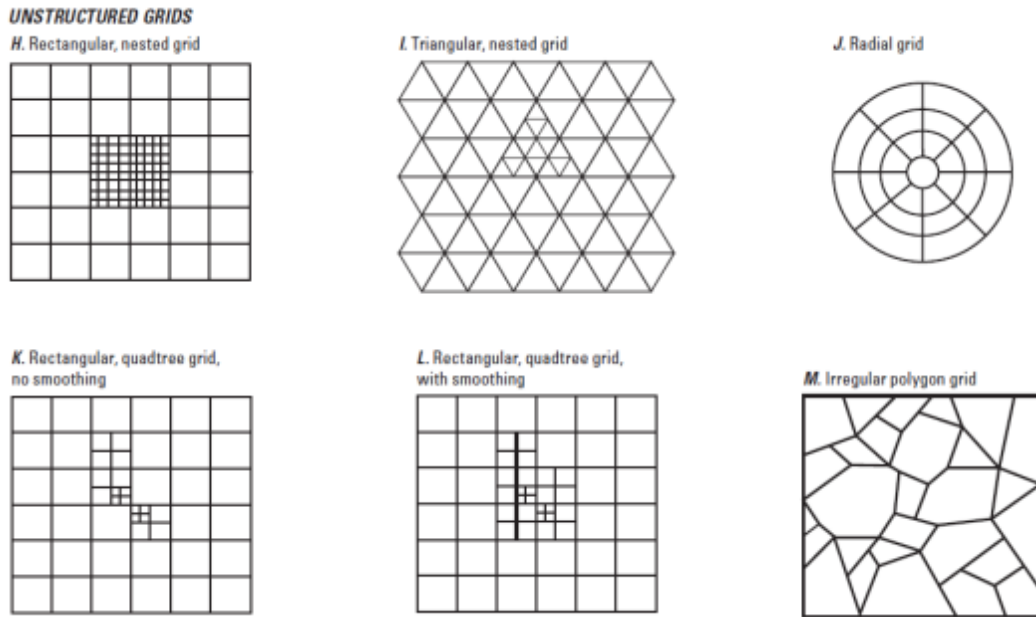 UNSTRUCTURED GRIDS
H. Rectangular, nested grid
I. Triangular, nested grid
J. Radial grid
K. Rectangular, quadtree grid,
no smoothing
L. Rectangular, quadtree grid,
with smoothing
M. Irregular polygon grid